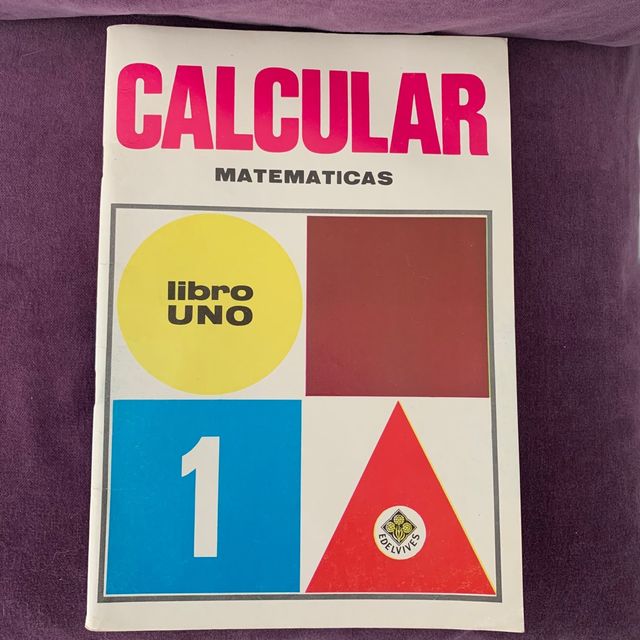 CALCULAR
MATEMATICAS
libro
UNO
1
EDELVIVES